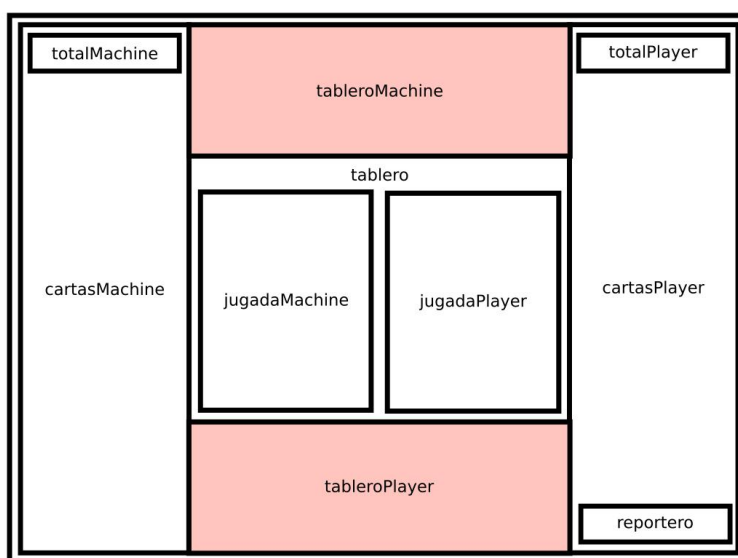 totalMachine
totalPlayer
tableroMachine
tablero
cartasMachine
jugadaMachine
jugadaPlayer
cartasPlayer
tableroPlayer
reportero